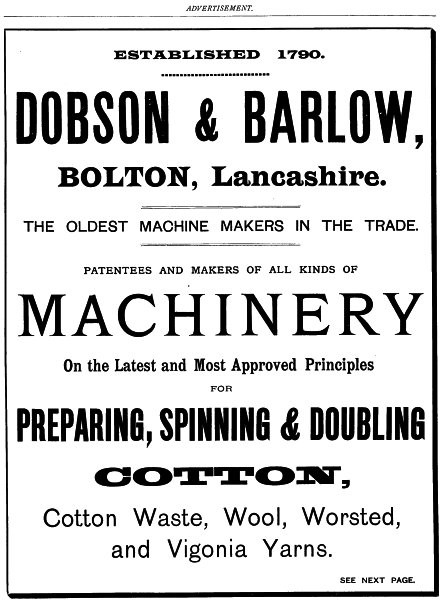 ADVERTISEMENT.
ESTABLISHED 1790.
DOBSON & BARLOW,
BOLTON, Lancashire.
THE OLDEST MACHINE MAKERS IN THE TRADE.
PATENTEES AND MAKERS OF ALL KINDS OF
MACHINERY
On the Latest and Most Approved Principles
FOR
PREPARING, SPINNING & DOUBLING
COTTON,
Cotton Waste, Wool, Worsted,
and Vigonia Yarns.
SEE NEXT PAGE.